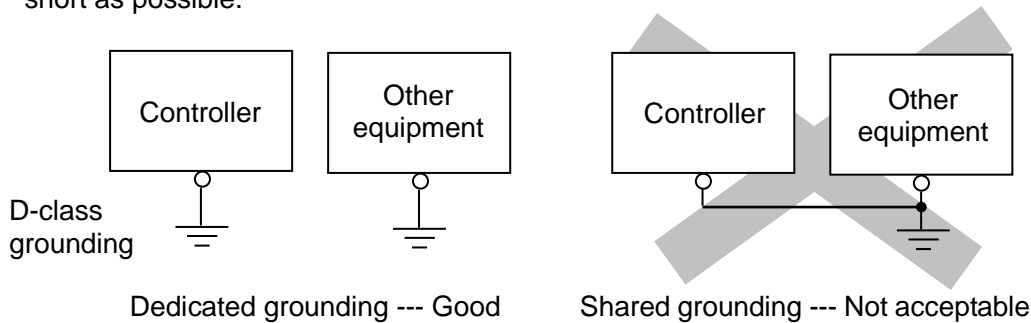 short as possible.
Controller
Other
equipment
Controller
Other
equipment
D-class
grounding
Dedicated grounding --- Good
Shared grounding --- Not acceptable